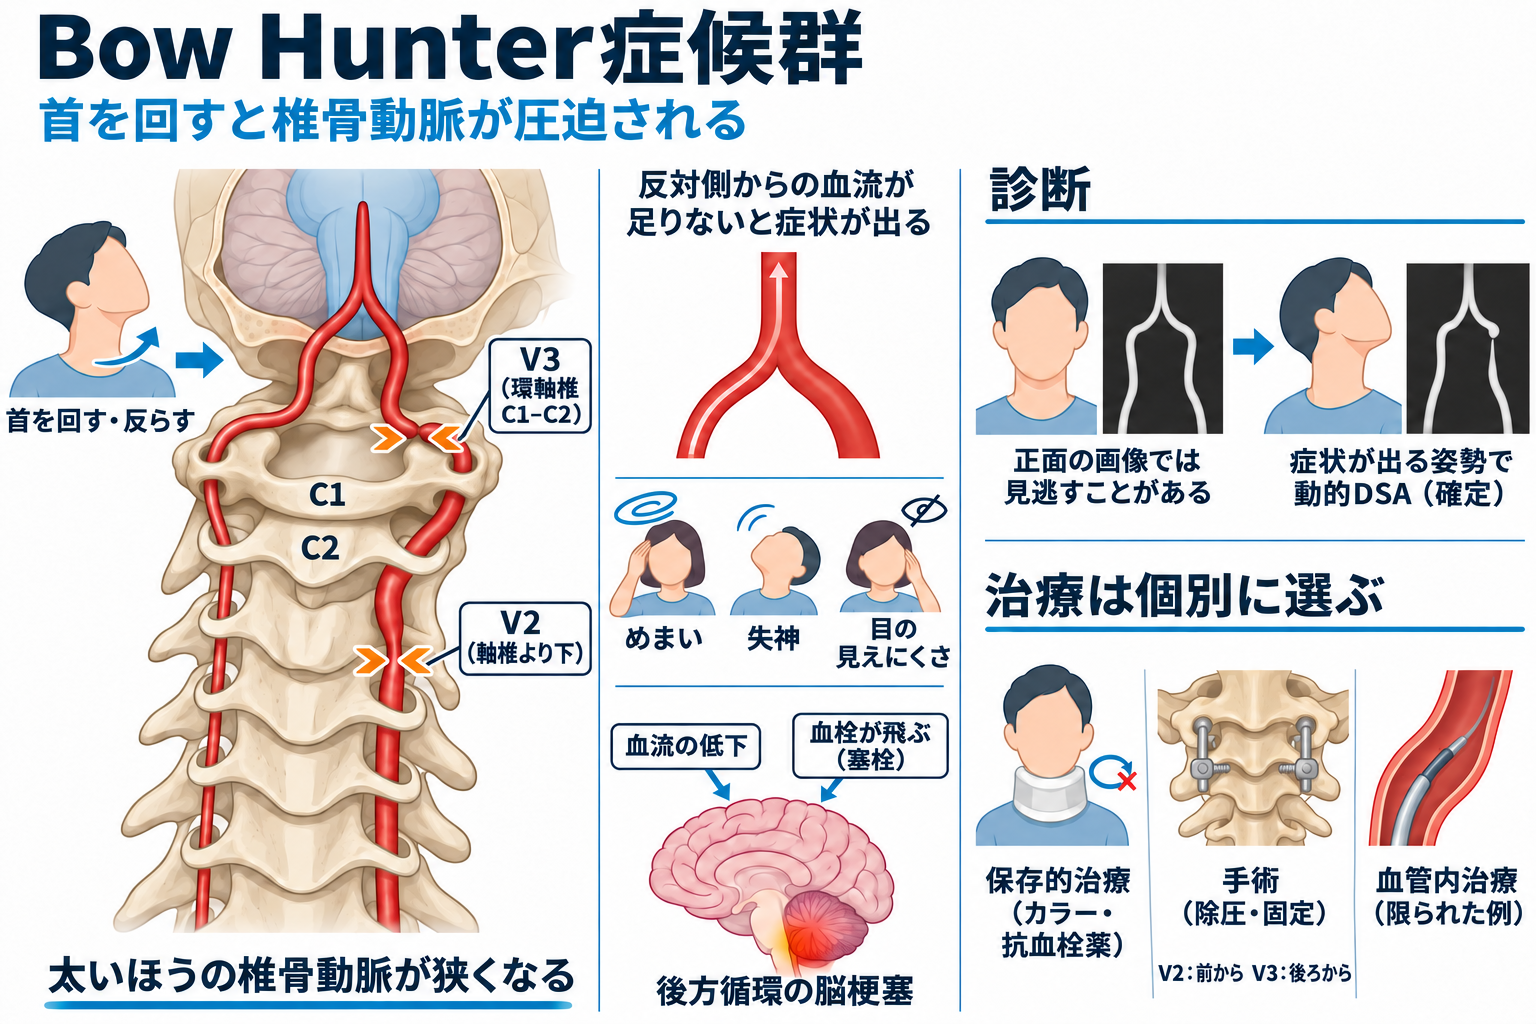 Bow Hunter症候群
首を回すと椎骨動脈が圧迫される
首を回す・反らす
V3
（環軸椎
C1–C2）
C1
C2
V2
（軸椎より下）
太いほうの椎骨動脈が狭くなる
反対側からの血流が
足りないと症状が出る
めまい
失神
目の
見えにくさ
血流の低下
血栓が飛ぶ
（塞栓）
後方循環の脳梗塞
診断
正面の画像では
見逃すことがある
症状が出る姿勢で
動的DSA（確定）
治療は個別に選ぶ
保存的治療
（カラー・
抗血栓薬）
手術
（除圧・固定）
V2：前から V3：後ろから
血管内治療
（限られた例）